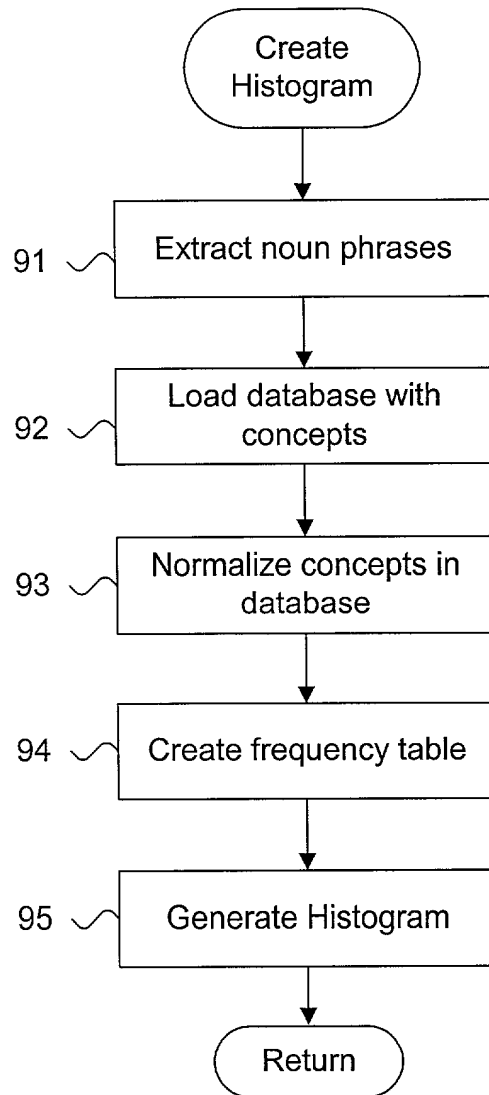 Create
Histogram
91
Extract noun phrases
92
Load database with
concepts
93
Normalize concepts in
database
94
Create frequency table
95
Generate Histogram
Return